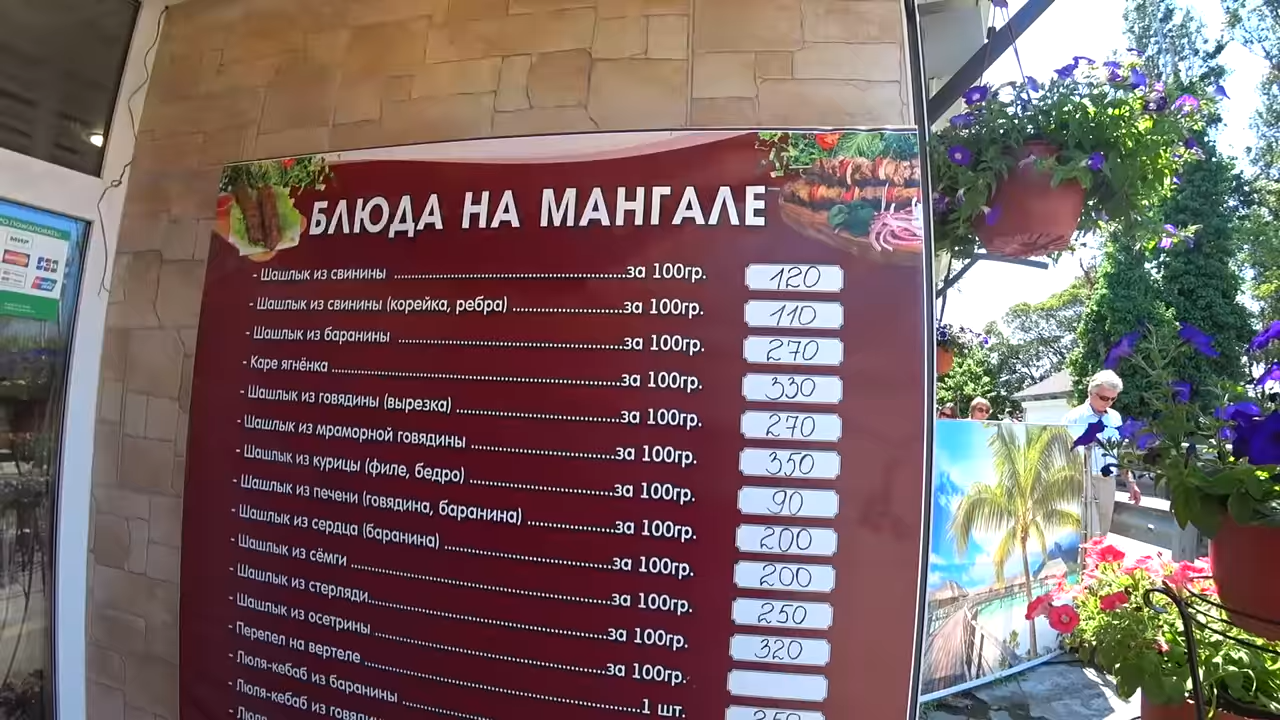 БЛЮДА НА МАНГАЛЕ
- Шашлык из свинины ........ за 100гр. 120
- Шашлык из свинины (корейка, ребра) ........ за 100гр. 110
- Шашлык из баранины ........ за 100гр. 270
- Каре ягнёнка ........ за 100гр. 330
- Шашлык из говядины (вырезка) ........ за 100гр. 270
- Шашлык из мраморной говядины ........ за 100гр. 350
- Шашлык из курицы (филе, бедро) ........ за 100гр. 90
- Шашлык из печени (говядина, баранина) ........ за 100гр. 200
- Шашлык из сердца (баранина) ........ за 100гр. 200
- Шашлык из сёмги ........ за 100гр. 250
- Шашлык из стерляди ........ за 100гр. 320
- Шашлык из осетрины ........ за 100гр.
- Перепел на вертеле ........ 1 шт.
- Люля-кебаб из баранины ........
- Люля-кебаб из
МИР